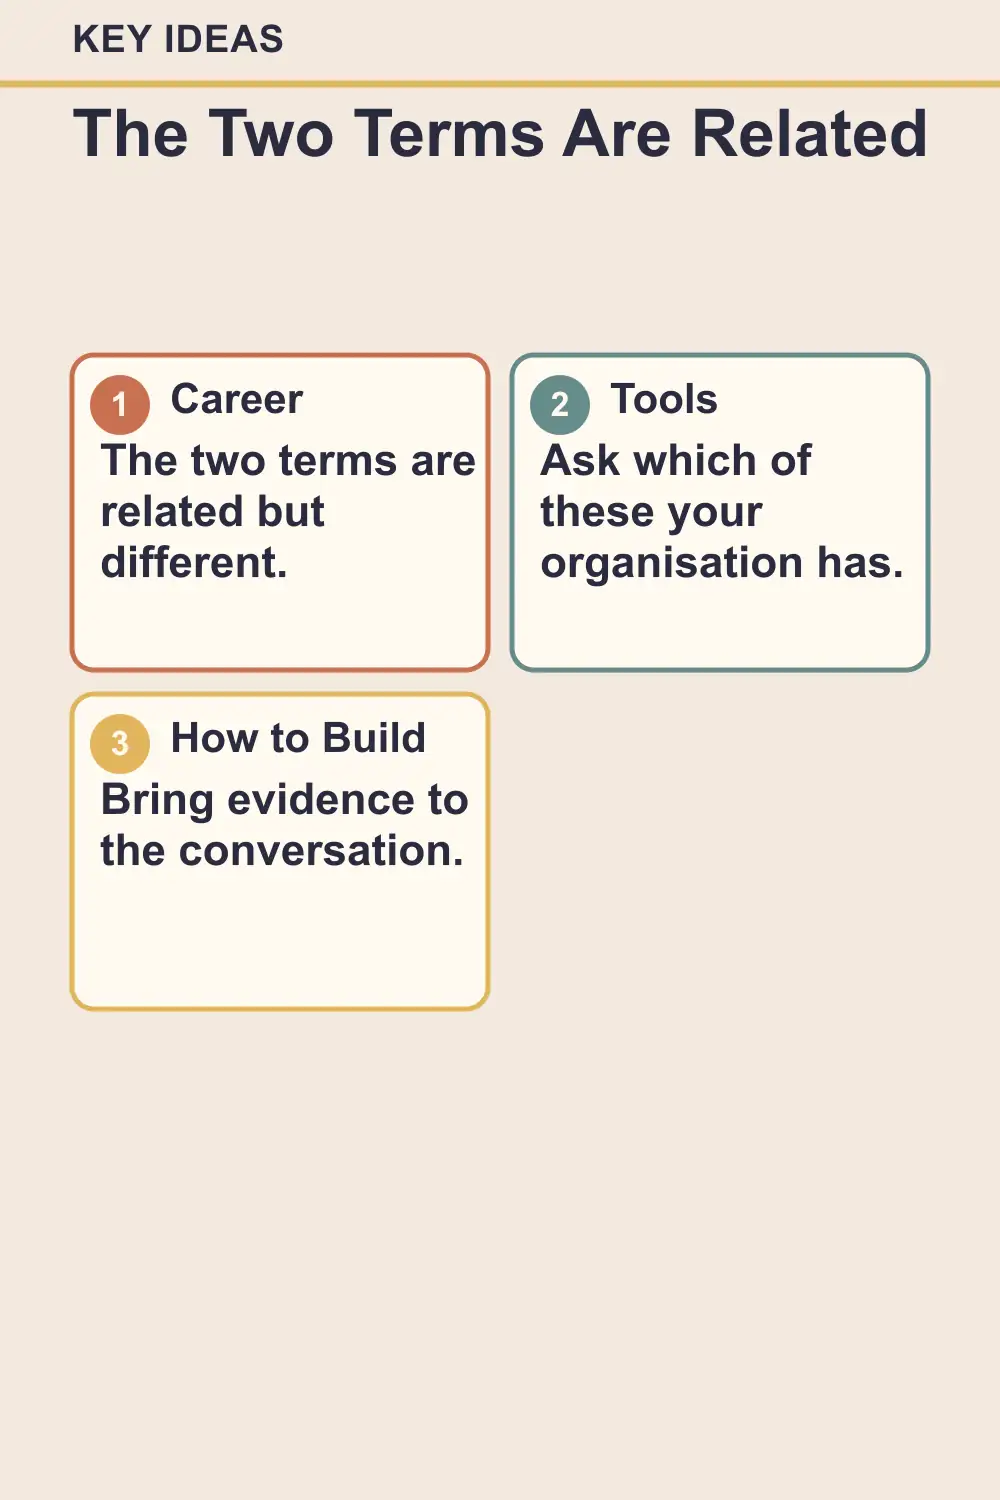 KEY IDEAS
The Two Terms Are Related
1 Career
The two terms are
related but
different.
2 Tools
Ask which of
these your
organisation has.
3 How to Build
Bring evidence to
the conversation.